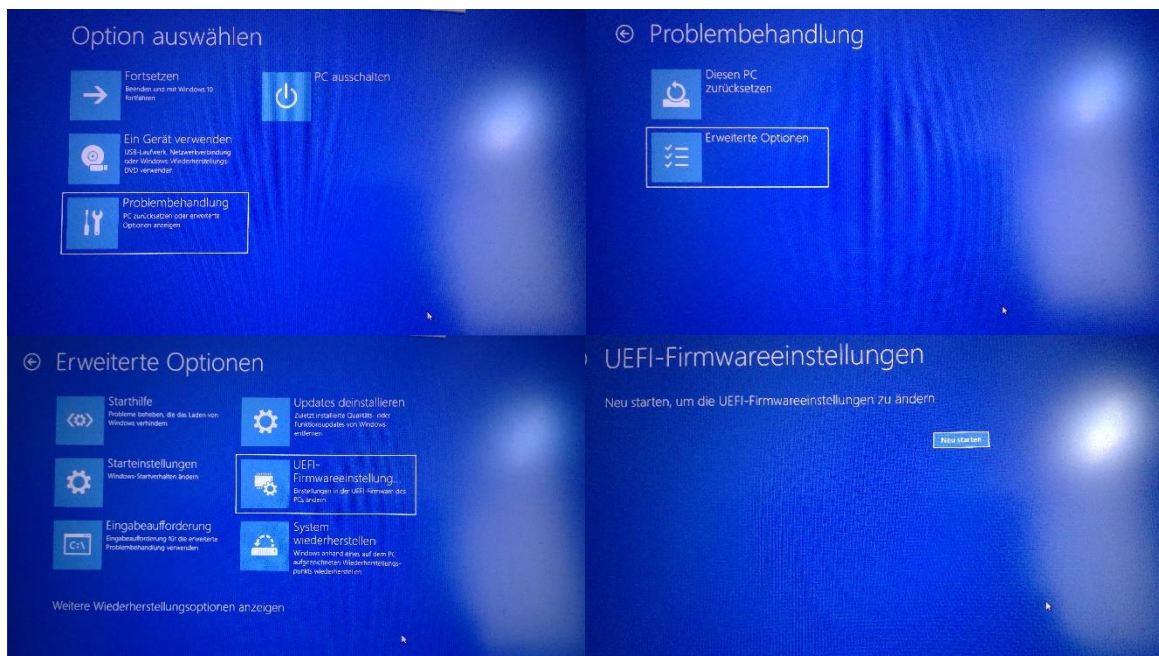 Option auswählen
Fortsetzen
Beenden und mit Windows 10
fortfahren
PC ausschalten
Ein Gerät verwenden
USB-Laufwerk, Netzwerkverbindung
oder Windows Wiederherstellungs-
DVD verwenden
Problembehandlung
PC zurücksetzen oder erweiterte
Optionen anzeigen
Problembehandlung
Diesen PC
zurücksetzen
Erweiterte Optionen
Erweiterte Optionen
Starthilfe
Probleme beheben, die das Laden von
Windows verhindern
Updates deinstallieren
Zuletzt installierte Qualitäts- oder
Funktionsupdates von Windows
entfernen
Starteinstellungen
Windows-Startverhalten ändern
UEFI-
Firmwareeinstellung...
Einstellungen in der UEFI-Firmware des
PCs ändern
C:\
Eingabeaufforderung
Eingabeaufforderung für die erweiterte
Problembehandlung verwenden
System
wiederherstellen
Windows anhand eines auf dem PC
aufgezeichneten Wiederherstellungs-
punkts wiederherstellen
Weitere Wiederherstellungsoptionen anzeigen
UEFI-Firmwareeinstellungen
Neu starten, um die UEFI-Firmwareeinstellungen zu ändern
Neu starten